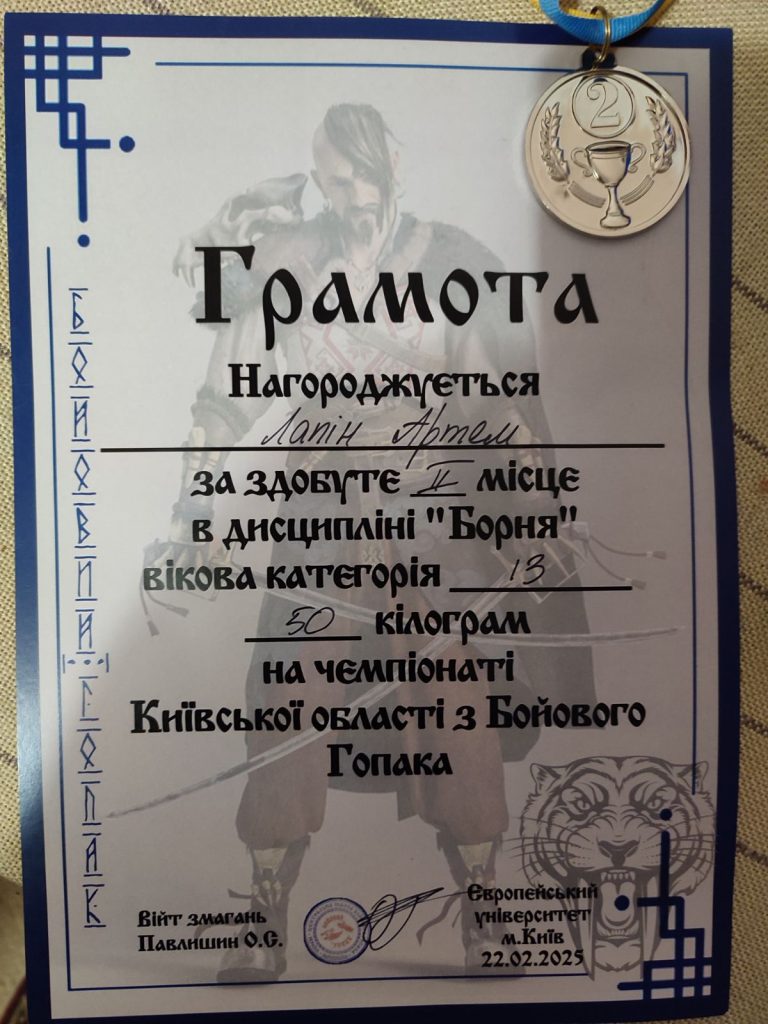 2
Грамота
Нагороджується
Лапін Артем
за здобуте II місце
в дисципліні "Борня"
вікова категорія 13
50 кілограм
на чемпіонаті
Київської області з Бойового
Гопака
БОЙОВИЙ ГОПАК
Війт змагань
Павлишин О.Є.
Європейський
університет
м.Київ
22.02.2025